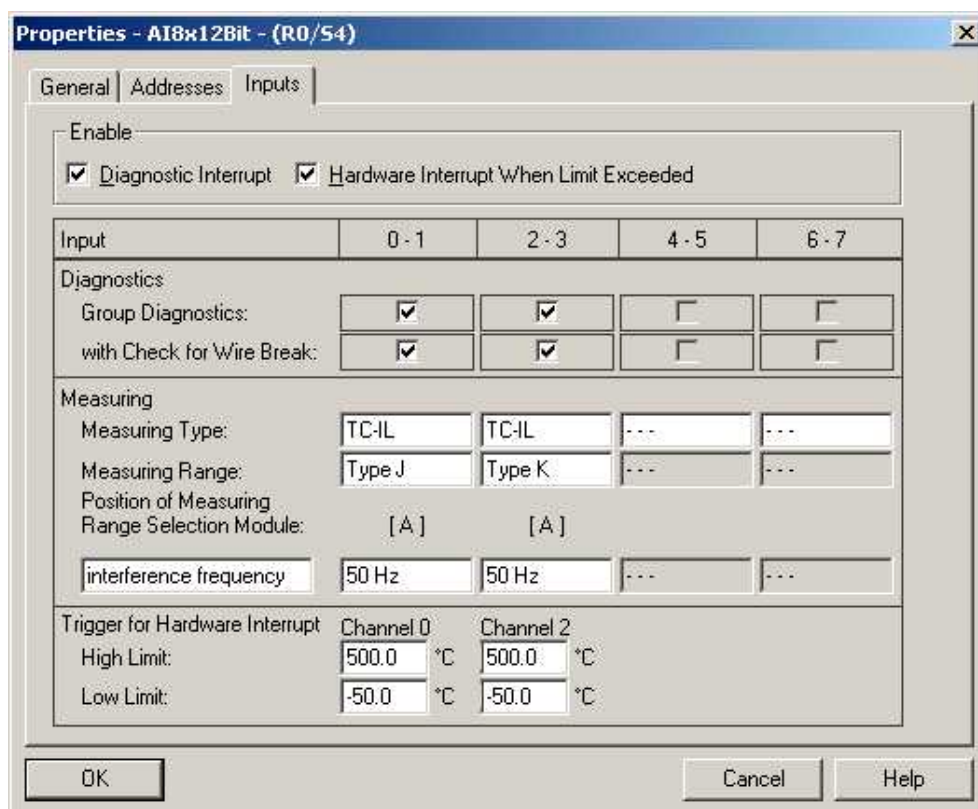 Properties - AI8x12Bit - (R0/S4)
General Addresses Inputs
Enable
Diagnostic Interrupt Hardware Interrupt When Limit Exceeded
Input 0 - 1 2 - 3 4 - 5 6 - 7
Diagnostics
Group Diagnostics:
with Check for Wire Break:
Measuring
Measuring Type: TC-IL TC-IL - - - - - -
Measuring Range: Type J Type K - - - - - -
Position of Measuring
Range Selection Module: [ A ] [ A ]
interference frequency 50 Hz 50 Hz - - - - - -
Trigger for Hardware Interrupt Channel 0 Channel 2
High Limit: 500.0 °C 500.0 °C
Low Limit: -50.0 °C -50.0 °C
OK Cancel Help